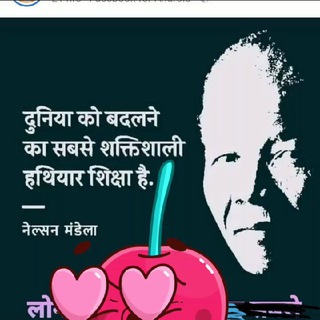 दुनिया को बदलने
का सबसे शक्तिशाली
हथियार शिक्षा है.
नेल्सन मंडेला